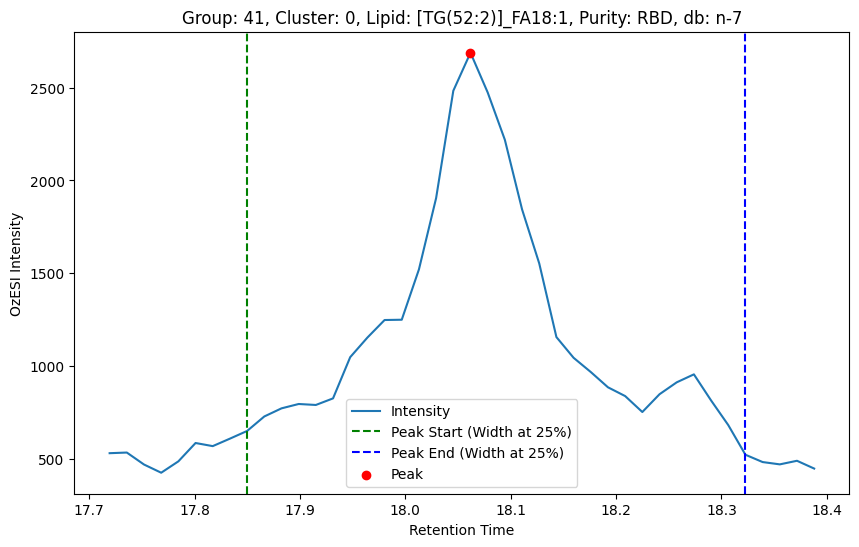 Group: 41, Cluster: 0, Lipid: [TG(52:2)]_FA18:1, Purity: RBD, db: n-7
OzESI Intensity
2500
2000
1500
1000
500
Intensity
Peak Start (Width at 25%)
Peak End (Width at 25%)
Peak
17.7 17.8 17.9 18.0 18.1 18.2 18.3 18.4
Retention Time